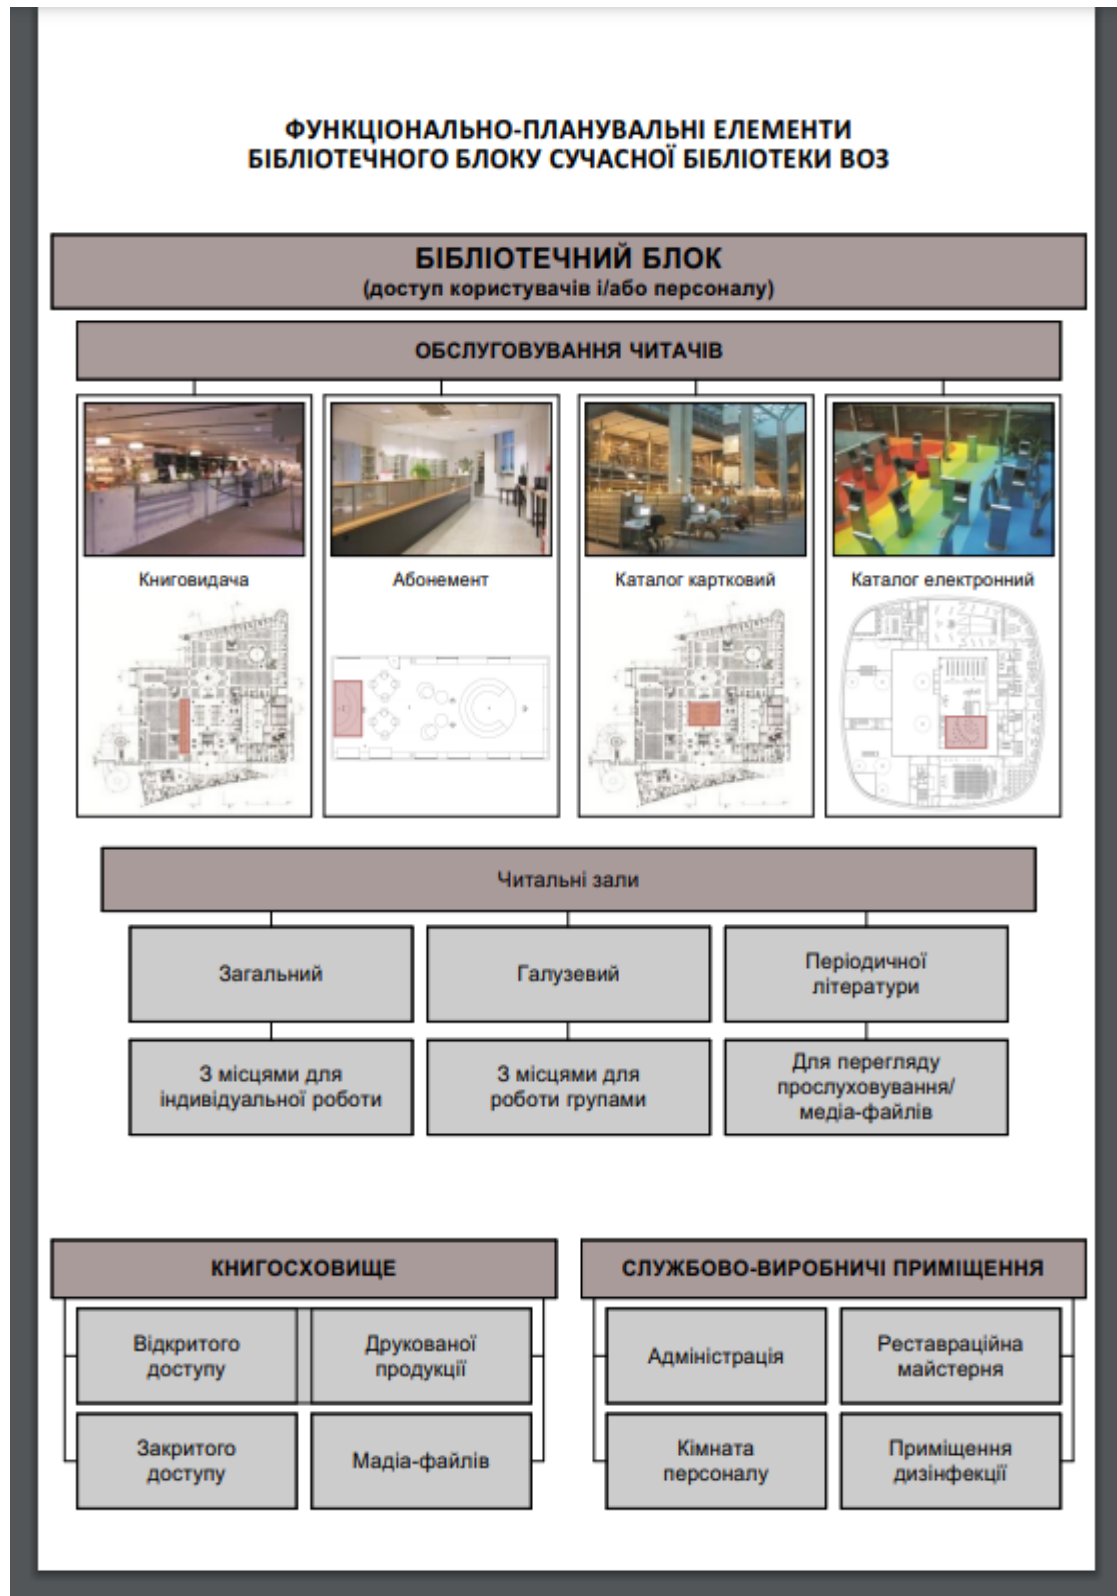 ФУНКЦІОНАЛЬНО-ПЛАНУВАЛЬНІ ЕЛЕМЕНТИ
БІБЛІОТЕЧНОГО БЛОКУ СУЧАСНОЇ БІБЛІОТЕКИ ВОЗ
БІБЛІОТЕЧНИЙ БЛОК
(доступ користувачів і/або персоналу)
ОБСЛУГОВУВАННЯ ЧИТАЧІВ
Книговидача
Абонемент
Каталог картковий
Каталог електронний
Читальні зали
Загальний
Галузевий
Періодичної
літератури
З місцями для
індивідуальної роботи
З місцями для
роботи групами
Для перегляду
прослуховування/
медіа-файлів
КНИГОСХОВИЩЕ
Відкритого
доступу
Друкованої
продукції
Закритого
доступу
Мадіа-файлів
СЛУЖБОВО-ВИРОБНИЧІ ПРИМІЩЕННЯ
Адміністрація
Реставраційна
майстерня
Кімната
персоналу
Приміщення
дизінфекції